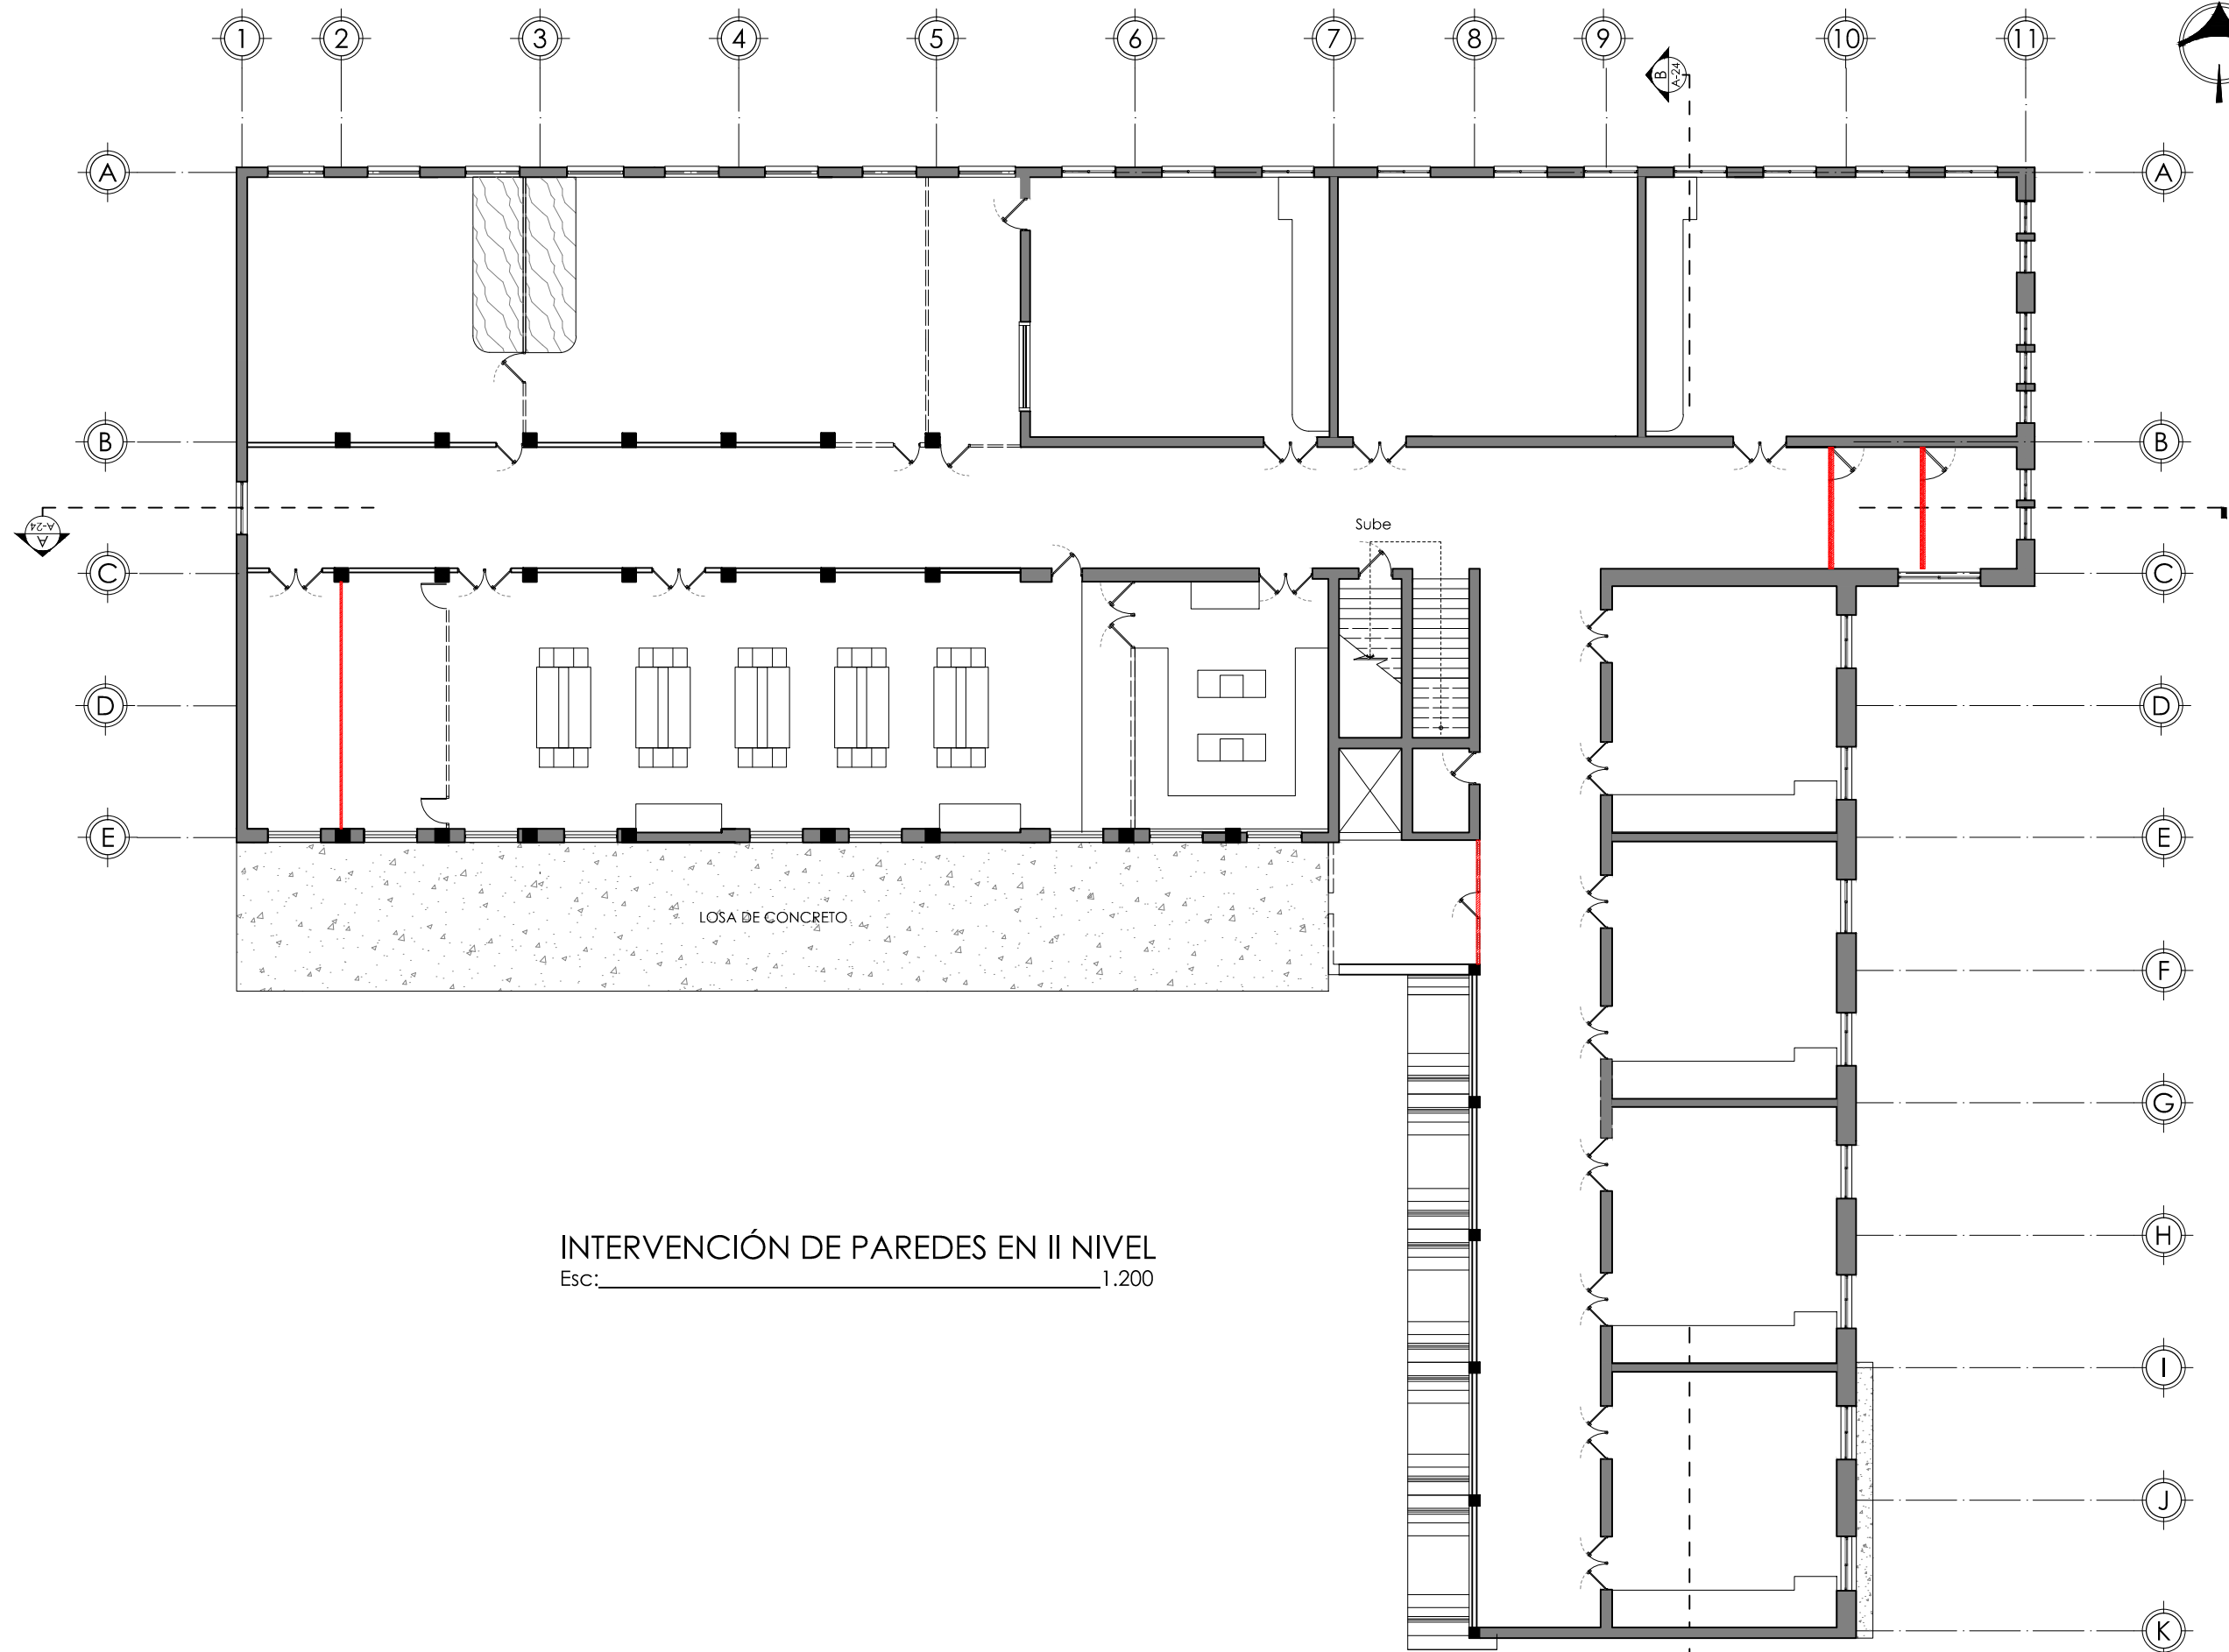 1 2 3 4 5 6 7 8 9 10 11
B
A-24
A A
B B
Sube
A-24
A
C C
D D
E E
LOSA DE CONCRETO
F
G
INTERVENCIÓN DE PAREDES EN II NIVEL
H
Esc: 1.200
I
J
K